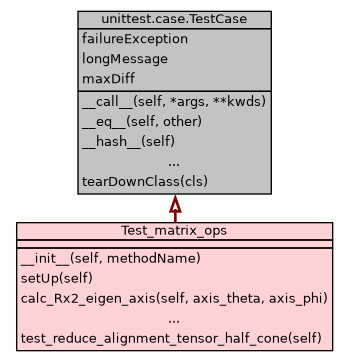 unittest.case.TestCase
failureException
longMessage
maxDiff
__call__(self, *args, **kwds)
__eq__(self, other)
__hash__(self)
...
tearDownClass(cls)
Test_matrix_ops
__init__(self, methodName)
setUp(self)
calc_Rx2_eigen_axis(self, axis_theta, axis_phi)
...
test_reduce_alignment_tensor_half_cone(self)